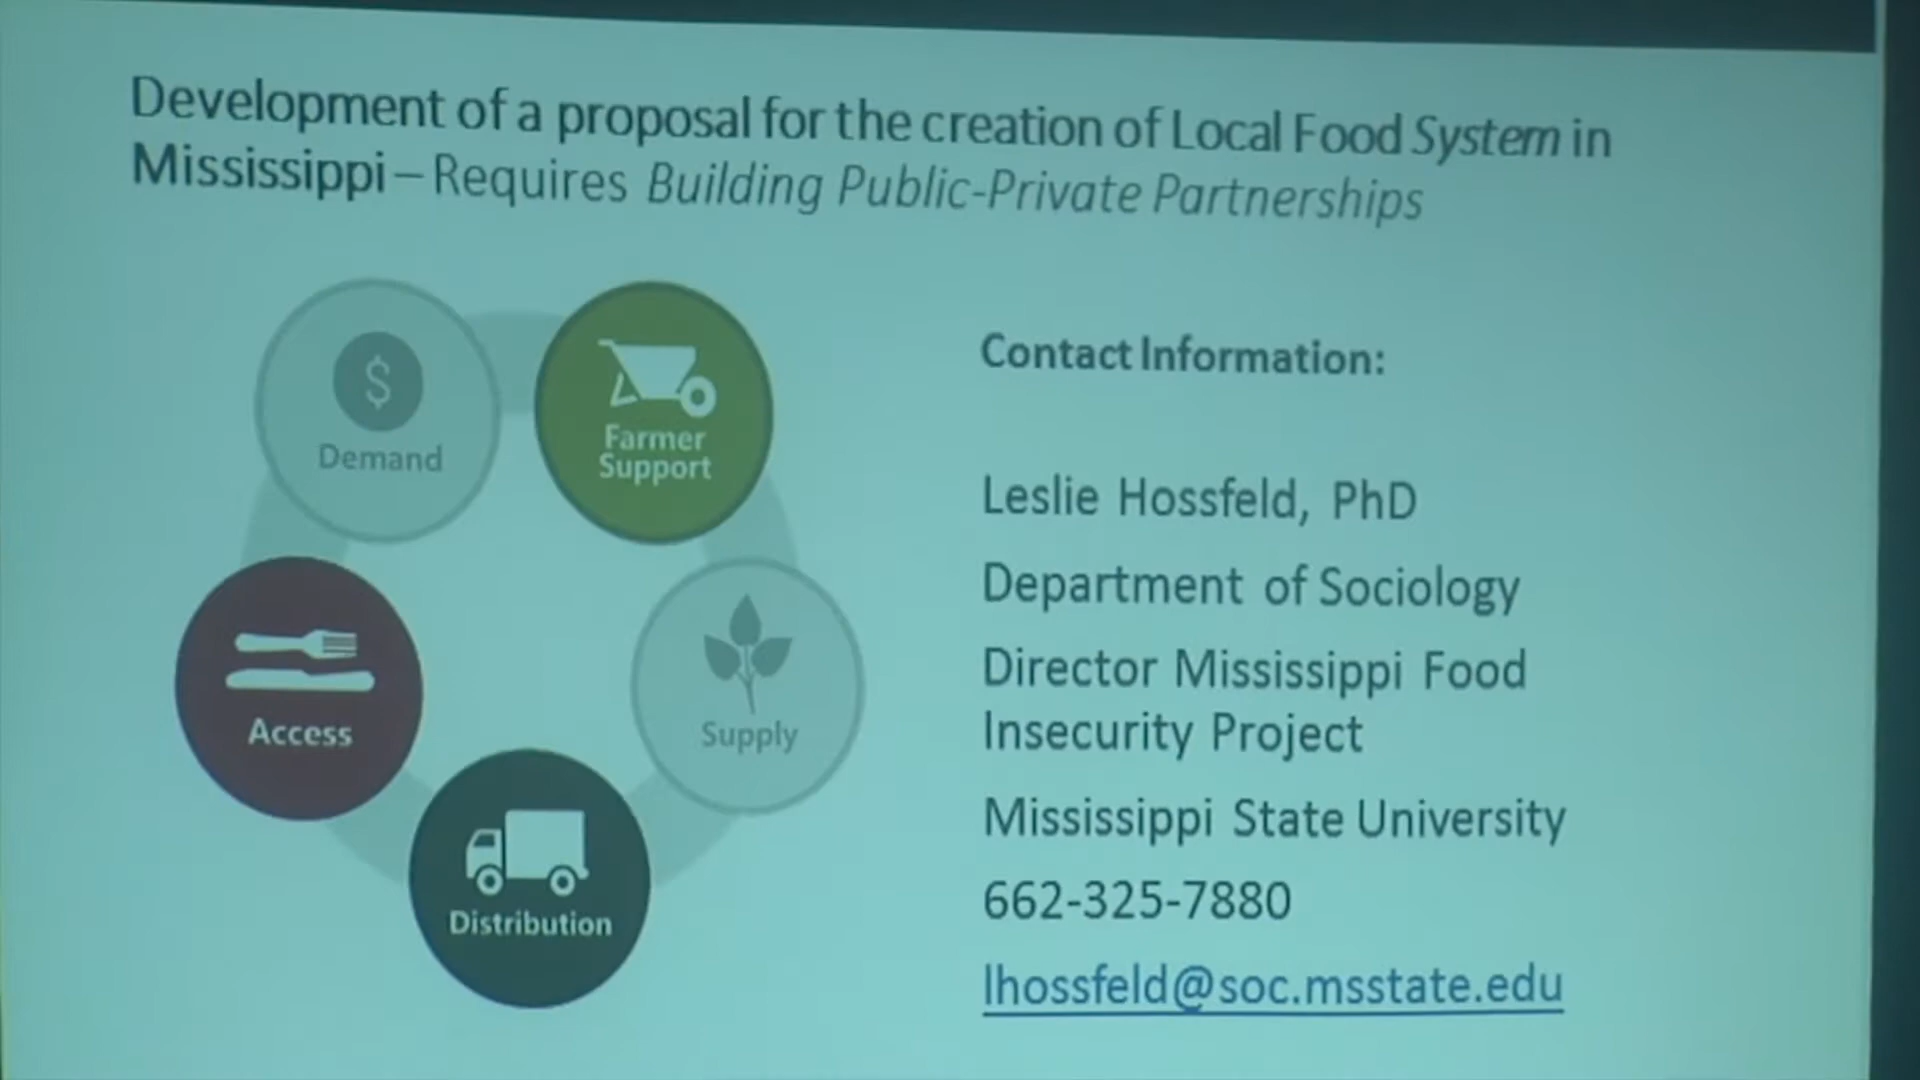 Development of a proposal for the creation of Local Food System in
Mississippi – Requires Building Public-Private Partnerships
$
Demand
Farmer
Support
Access
Supply
Distribution
Contact Information:
Leslie Hossfeld, PhD
Department of Sociology
Director Mississippi Food
Insecurity Project
Mississippi State University
662-325-7880
lhossfeld@soc.msstate.edu